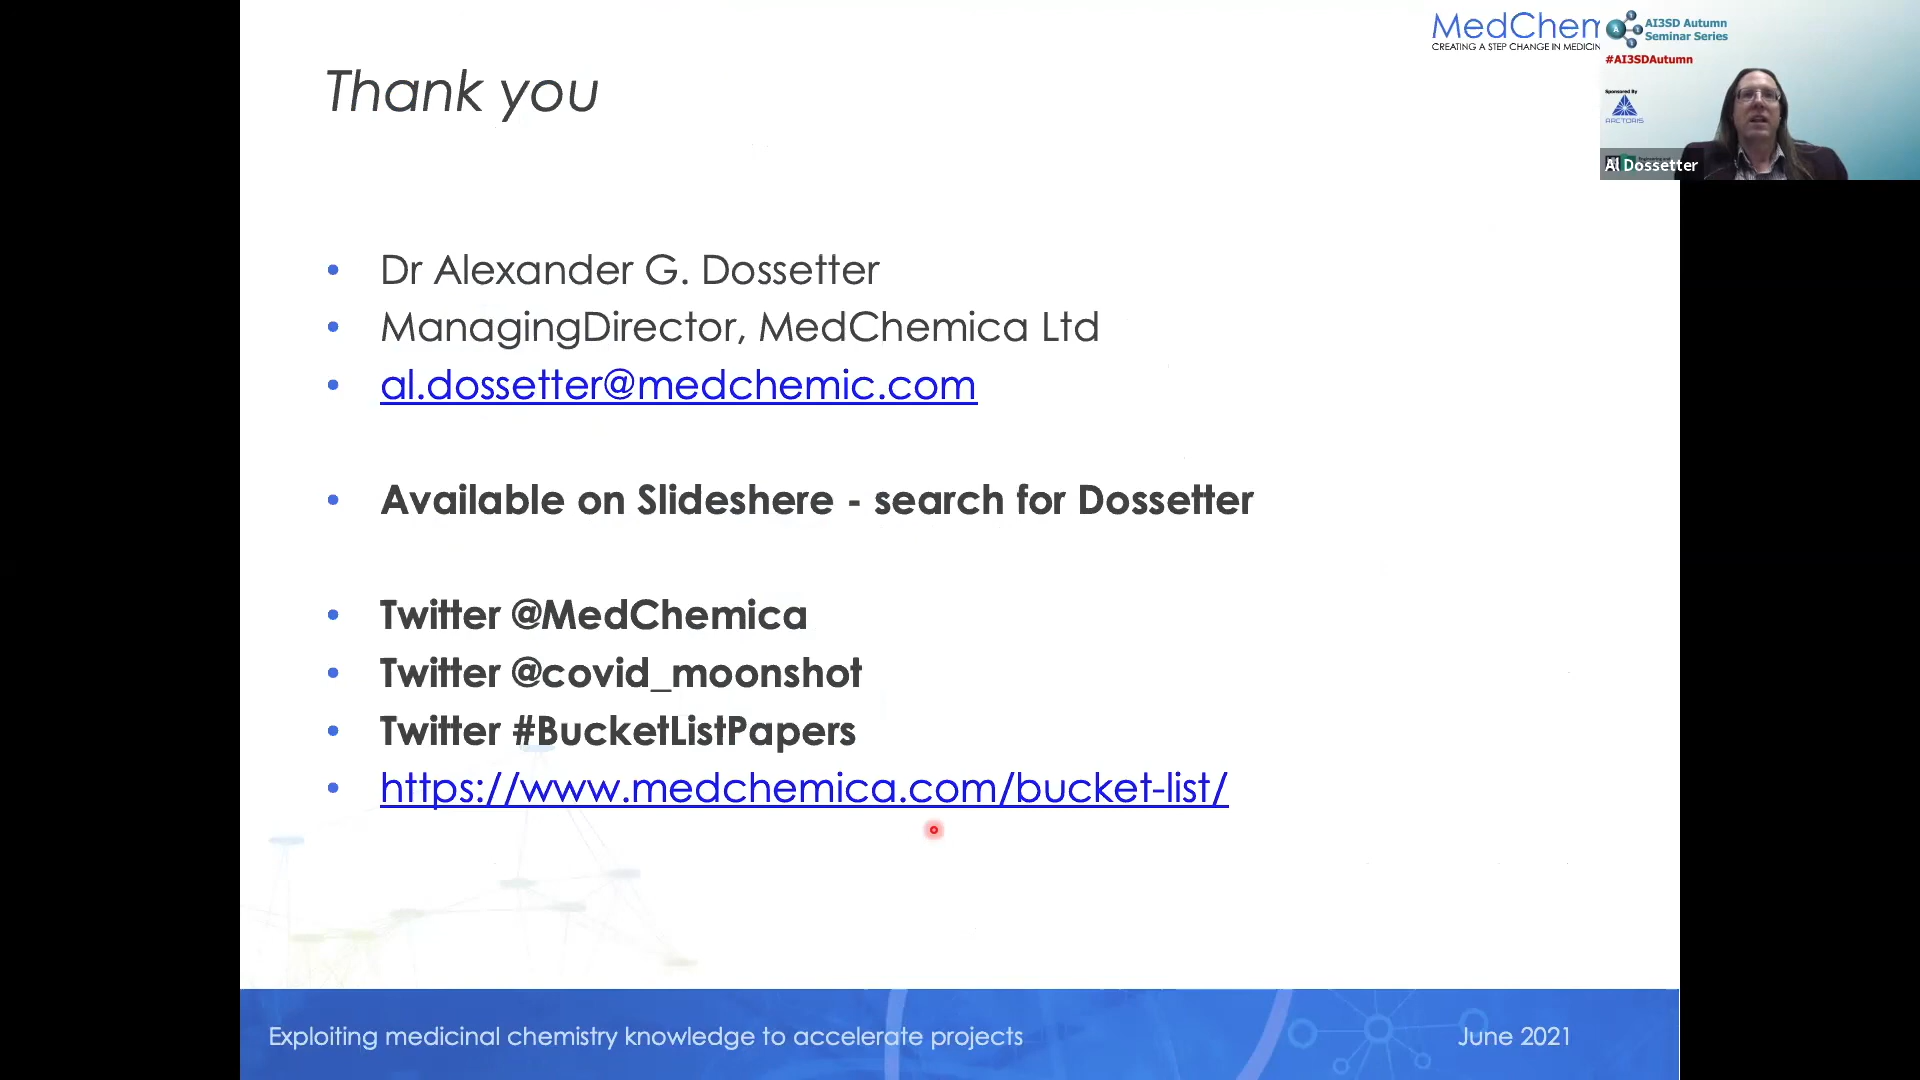 Thank you
MedChem
CREATING A STEP CHANGE IN MEDICIN
AI3SD Autumn
Seminar Series
#AI3SDAutumn
Sponsored By
ARCTORIS
Al Dossetter
• Dr Alexander G. Dossetter
• ManagingDirector, MedChemica Ltd
• al.dossetter@medchemic.com
• Available on Slideshere - search for Dossetter
• Twitter @MedChemica
• Twitter @covid_moonshot
• Twitter #BucketListPapers
• https://www.medchemica.com/bucket-list/
Exploiting medicinal chemistry knowledge to accelerate projects
June 2021